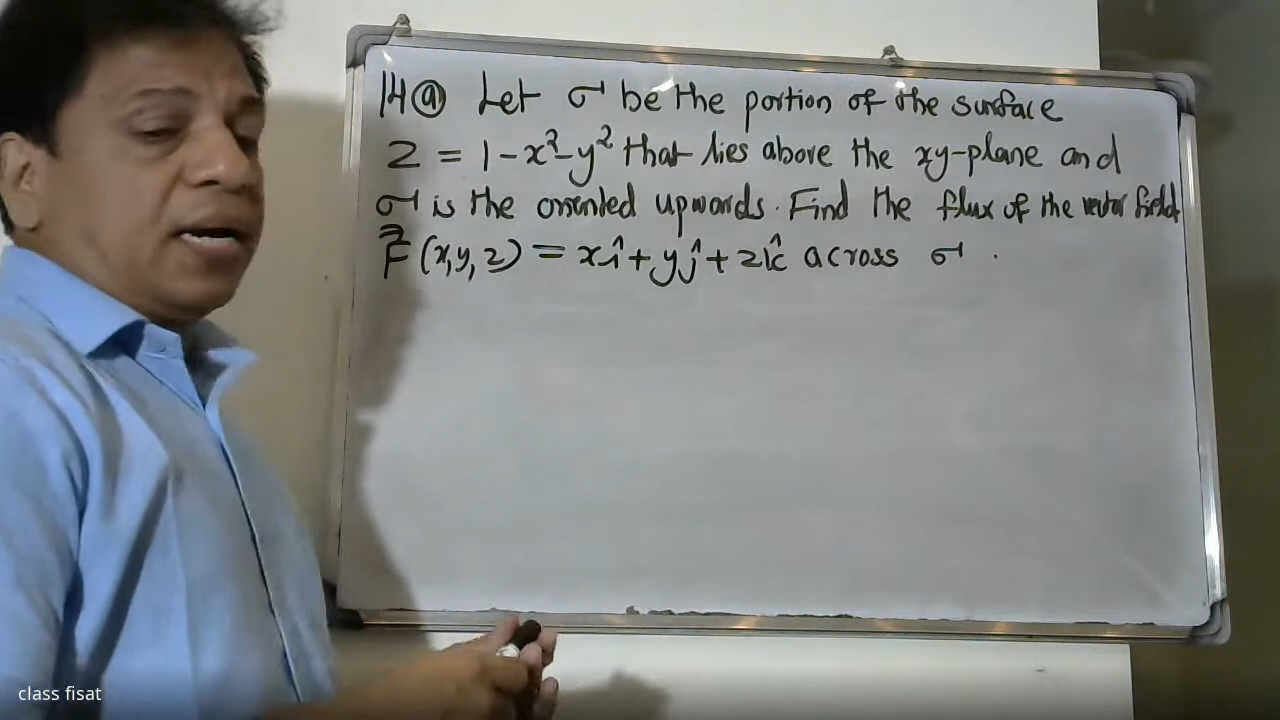 14 ⓐ Let σ be the portion of the surface
z = 1 - x² - y² that lies above the xy-plane and
σ is the oriented upwards. Find the flux of the vector field
F⃗ (x, y, z) = xî + yĵ + zk̂ across σ .
class fisat